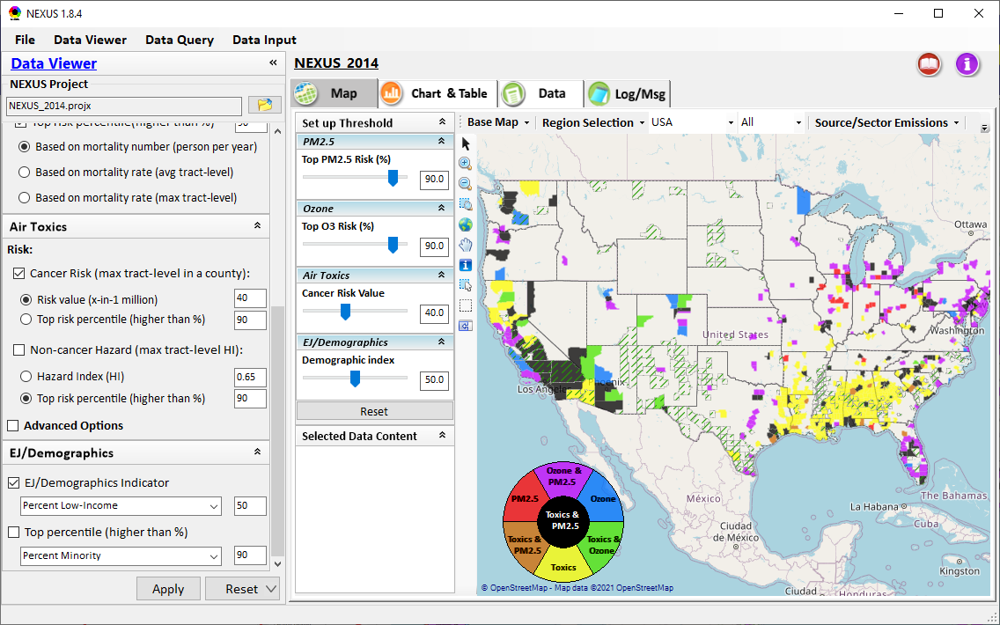 NEXUS 1.8.4
File Data Viewer Data Query Data Input
Data Viewer «
NEXUS Project
NEXUS_2014.projx
Top risk percentile(higher than %) 90
Based on mortality number (person per year)
Based on mortality rate (avg tract-level)
Based on mortality rate (max tract-level)
Air Toxics
Risk:
Cancer Risk (max tract-level in a county):
Risk value (x-in-1 million) 40
Top risk percentile (higher than %) 90
Non-cancer Hazard (max tract-level HI):
Hazard Index (HI) 0.65
Top risk percentile (higher than %) 90
Advanced Options
EJ/Demographics
EJ/Demographics Indicator
Percent Low-Income 50
Top percentile (higher than %)
Percent Minority 90
Apply Reset
NEXUS_2014
Map Chart & Table Data Log/Msg
Set up Threshold
PM2.5
Top PM2.5 Risk (%)
90.0
Ozone
Top O3 Risk (%)
90.0
Air Toxics
Cancer Risk Value
40.0
EJ/Demographics
Demographic index
50.0
Reset
Selected Data Content
Base Map Region Selection USA All Source/Sector Emissions
Ottawa
United States
Washington
Los Angeles
Phoenix
México
La Habana
The Bahamas
Cuba
Ciudad
de México
Kingston
Ciudad
Honduras
Ozone &
PM2.5
PM2.5
Ozone
Toxics &
PM2.5
Toxics &
PM2.5
Toxics &
Ozone
Toxics
© OpenStreetMap - Map data ©2021 OpenStreetMap